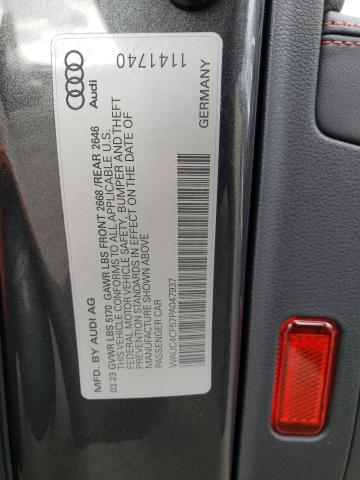 Audi
11141740
GERMANY
MFD. BY AUDI AG
03 23 GVWR LBS 5170 GAWR LBS FRONT 2668 /REAR 2646
THIS VEHICLE CONFORMS TO ALL APPLICABLE U.S.
FEDERAL MOTOR VEHICLE SAFETY, BUMPER AND THEFT
PREVENTION STANDARDS IN EFFECT ON THE DATE OF
MANUFACTURE SHOWN ABOVE
PASSENGER CAR
WAUC4CF57PA047937